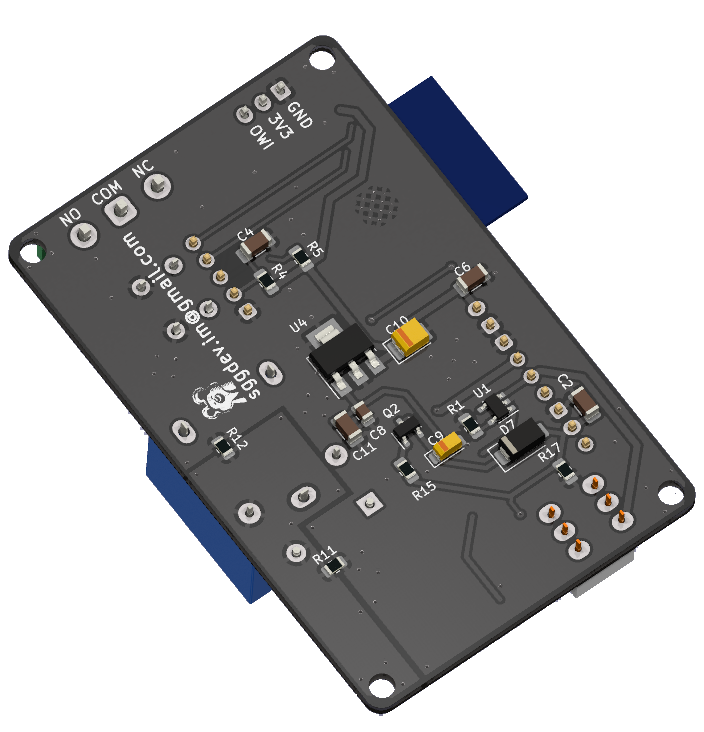 GND
3V3
OWI
NC
COM
NO
sggdev.im@gmail.com
C4
R5
R4
C6
U4
C10
C2
U1
R1
Q2
D7
C9
C8
C11
R17
R12
R15
R11